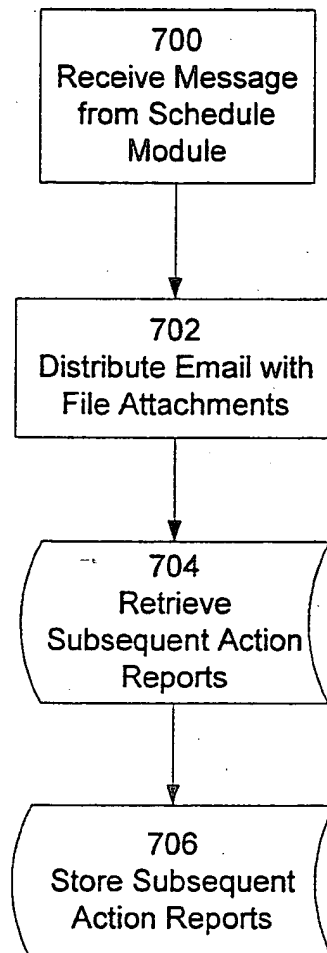 700
Receive Message
from Schedule
Module
702
Distribute Email with
File Attachments
704
Retrieve
Subsequent Action
Reports
706
Store Subsequent
Action Reports